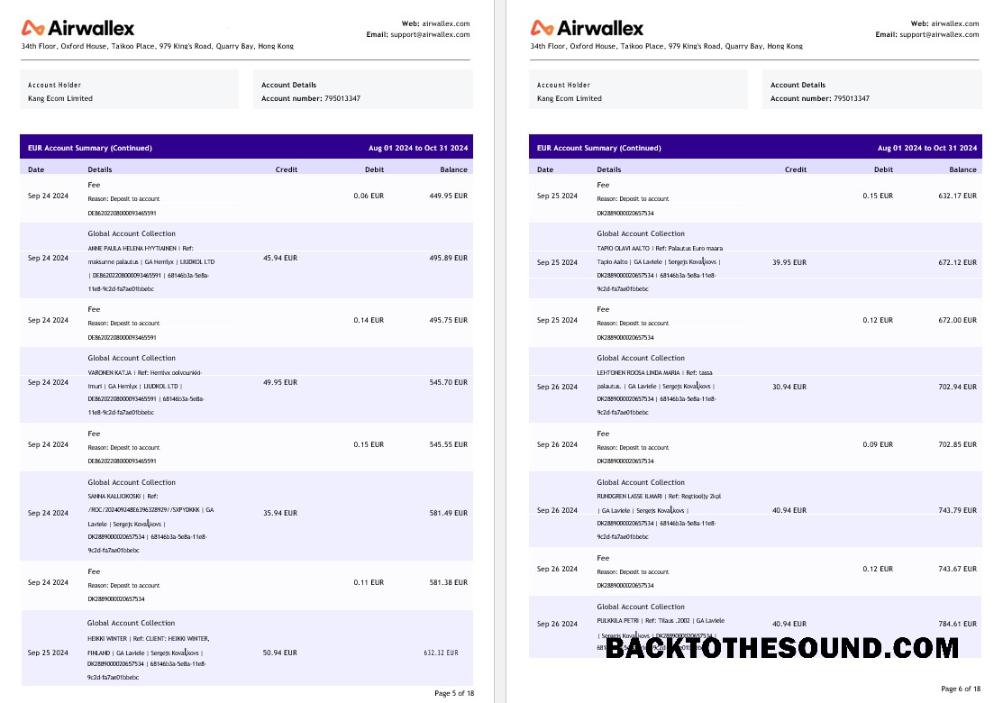 Airwallex
Web: airwallex.com
Email: support@airwallex.com
34th Floor, Oxford House, Taikoo Place, 979 King's Road, Quarry Bay, Hong Kong
Account Holder
Kang Ecom Limited
Account Details
Account number: 795013347
EUR Account Summary (Continued) Aug 01 2024 to Oct 31 2024
Date Details Credit Debit Balance
Fee
Sep 24 2024 Reason: Deposit to account 0.06 EUR 449.95 EUR
DE86202208000093465591
Global Account Collection
ANNE PAULA HELENA HYYTIAINEN | Ref:
Sep 24 2024 maksunne palautus | GA Hemlyx | LIUDKOL LTD 45.94 EUR 495.89 EUR
| DE86202208000093465591 | 68146b3a-5e8a-
11e8-9c2d-fa7ae01bbebc
Fee
Sep 24 2024 Reason: Deposit to account 0.14 EUR 495.75 EUR
DE86202208000093465591
Global Account Collection
VARONEN KATJA | Ref: Hemlyx polvounkid-
Sep 24 2024 imuri | GA Hemlyx | LIUDKOL LTD | 49.95 EUR 545.70 EUR
DE86202208000093465591 | 68146b3a-5e8a-
11e8-9c2d-fa7ae01bbebc
Fee
Sep 24 2024 Reason: Deposit to account 0.15 EUR 545.55 EUR
DE86202208000093465591
Global Account Collection
SANNA KALLIOKOSKI | Ref:
/ROC/20240924BE6396328929//SXPYDKKK | GA
Sep 24 2024 Laviele | Sergejs Kovaļkovs | 35.94 EUR 581.49 EUR
DK2889000020657534 | 68146b3a-5e8a-11e8-
9c2d-fa7ae01bbebc
Fee
Sep 24 2024 Reason: Deposit to account 0.11 EUR 581.38 EUR
DK2889000020657534
Global Account Collection
HEIKKI WINTER | Ref: CLIENT: HEIKKI WINTER,
Sep 25 2024 FINLAND | GA Laviele | Sergejs Kovaļkovs | 50.94 EUR 632.32 EUR
DK2889000020657534 | 68146b3a-5e8a-11e8-
9c2d-fa7ae01bbebc
Page 5 of 18
Airwallex
Web: airwallex.com
Email: support@airwallex.com
34th Floor, Oxford House, Taikoo Place, 979 King's Road, Quarry Bay, Hong Kong
Account Holder
Kang Ecom Limited
Account Details
Account number: 795013347
EUR Account Summary (Continued) Aug 01 2024 to Oct 31 2024
Date Details Credit Debit Balance
Fee
Sep 25 2024 Reason: Deposit to account 0.15 EUR 632.17 EUR
DK2889000020657534
Global Account Collection
TAPIO OLAVI AALTO | Ref: Palautus Euro maara
Sep 25 2024 Tapio Aalto | GA Laviele | Sergejs Kovaļkovs | 39.95 EUR 672.12 EUR
DK2889000020657534 | 68146b3a-5e8a-11e8-
9c2d-fa7ae01bbebc
Fee
Sep 25 2024 Reason: Deposit to account 0.12 EUR 672.00 EUR
DK2889000020657534
Global Account Collection
LEHTONEN ROOSA LINDA MARIA | Ref: tassa
Sep 26 2024 palautus. | GA Laviele | Sergejs Kovaļkovs | 30.94 EUR 702.94 EUR
DK2889000020657534 | 68146b3a-5e8a-11e8-
9c2d-fa7ae01bbebc
Fee
Sep 26 2024 Reason: Deposit to account 0.09 EUR 702.85 EUR
DK2889000020657534
Global Account Collection
RUNDGREN LASSE ILMARI | Ref: Regtioojty 2kpl
Sep 26 2024 | GA Laviele | Sergejs Kovaļkovs | 40.94 EUR 743.79 EUR
DK2889000020657534 | 68146b3a-5e8a-11e8-
9c2d-fa7ae01bbebc
Fee
Sep 26 2024 Reason: Deposit to account 0.12 EUR 743.67 EUR
DK2889000020657534
Global Account Collection
PULKKILA PETRI | Ref: Tilaus .2002 | GA Laviele
Sep 26 2024 | Sergejs Kovaļkovs | DK2889000020657534 | 40.94 EUR 784.61 EUR
BACKTOTHESOUND.COM
Page 6 of 18